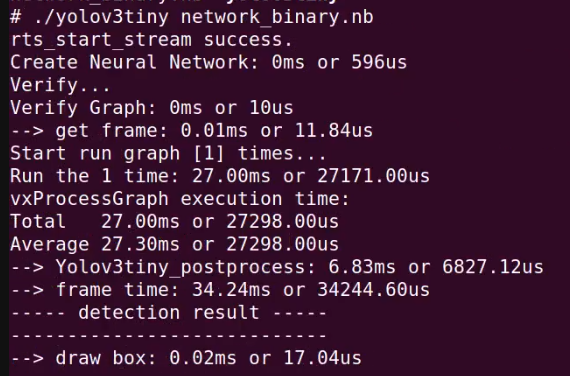 # ./yolov3tiny network_binary.nb
rts_start_stream success.
Create Neural Network: 0ms or 596us
Verify...
Verify Graph: 0ms or 10us
--> get frame: 0.01ms or 11.84us
Start run graph [1] times...
Run the 1 time: 27.00ms or 27171.00us
vxProcessGraph execution time:
Total   27.00ms or 27298.00us
Average 27.30ms or 27298.00us
--> Yolov3tiny_postprocess: 6.83ms or 6827.12us
--> frame time: 34.24ms or 34244.60us
----- detection result -----
----------------------------
--> draw box: 0.02ms or 17.04us